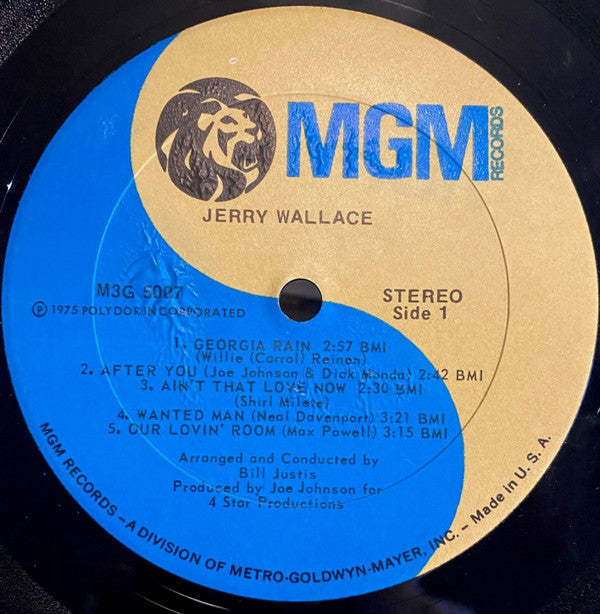 MGM
RECORDS
JERRY WALLACE
M3G 5007
STEREO
Side 1
Ⓟ 1975 POLYDOR INCORPORATED
1. GEORGIA RAIN 2:57 BMI
(Willie (Carrol) Reines)
2. AFTER YOU (Joe Johnson & Dick Monda) 2:42 BMI
3. AIN'T THAT LOVE NOW 2:30 BMI
(Shirl Milete)
4. WANTED MAN (Neal Davenport) 3:21 BMI
5. OUR LOVIN' ROOM (Max Powell) 3:15 BMI
Arranged and Conducted by
Bill Justis
Produced by Joe Johnson for
4 Star Productions
MGM RECORDS – A DIVISION OF METRO-GOLDWYN-MAYER, INC. – Made in U. S. A.